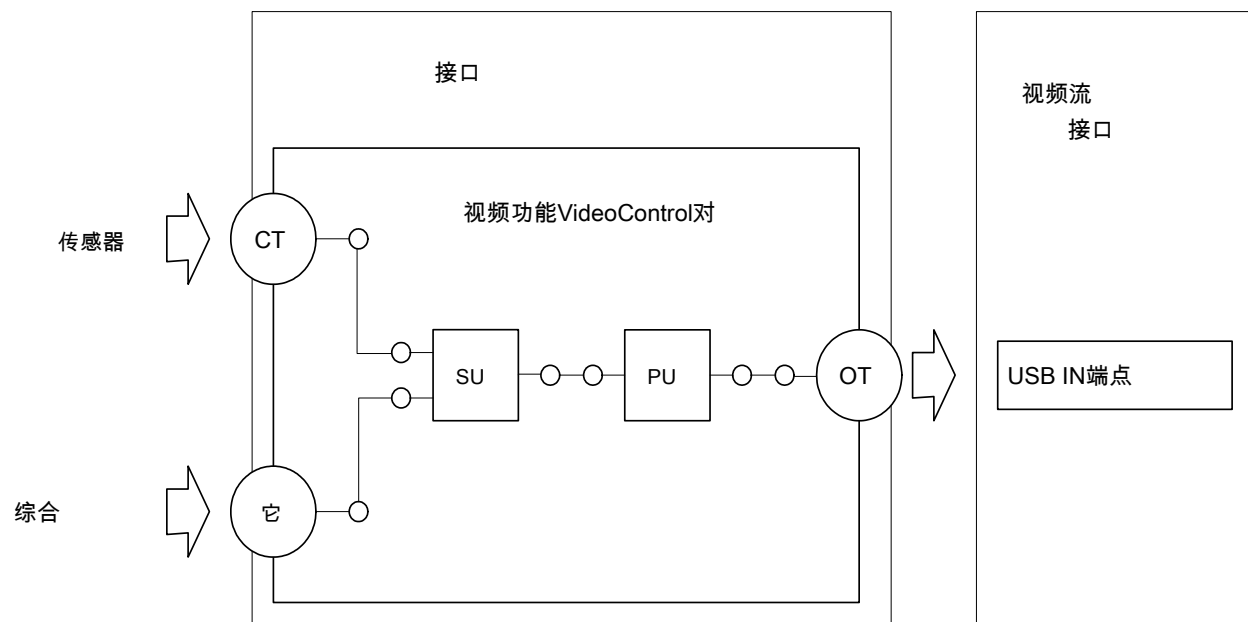 接口
视频流
接口
视频功能VideoControl对
CT
传感器
SU
PU
OT
USB IN端点
它
综合